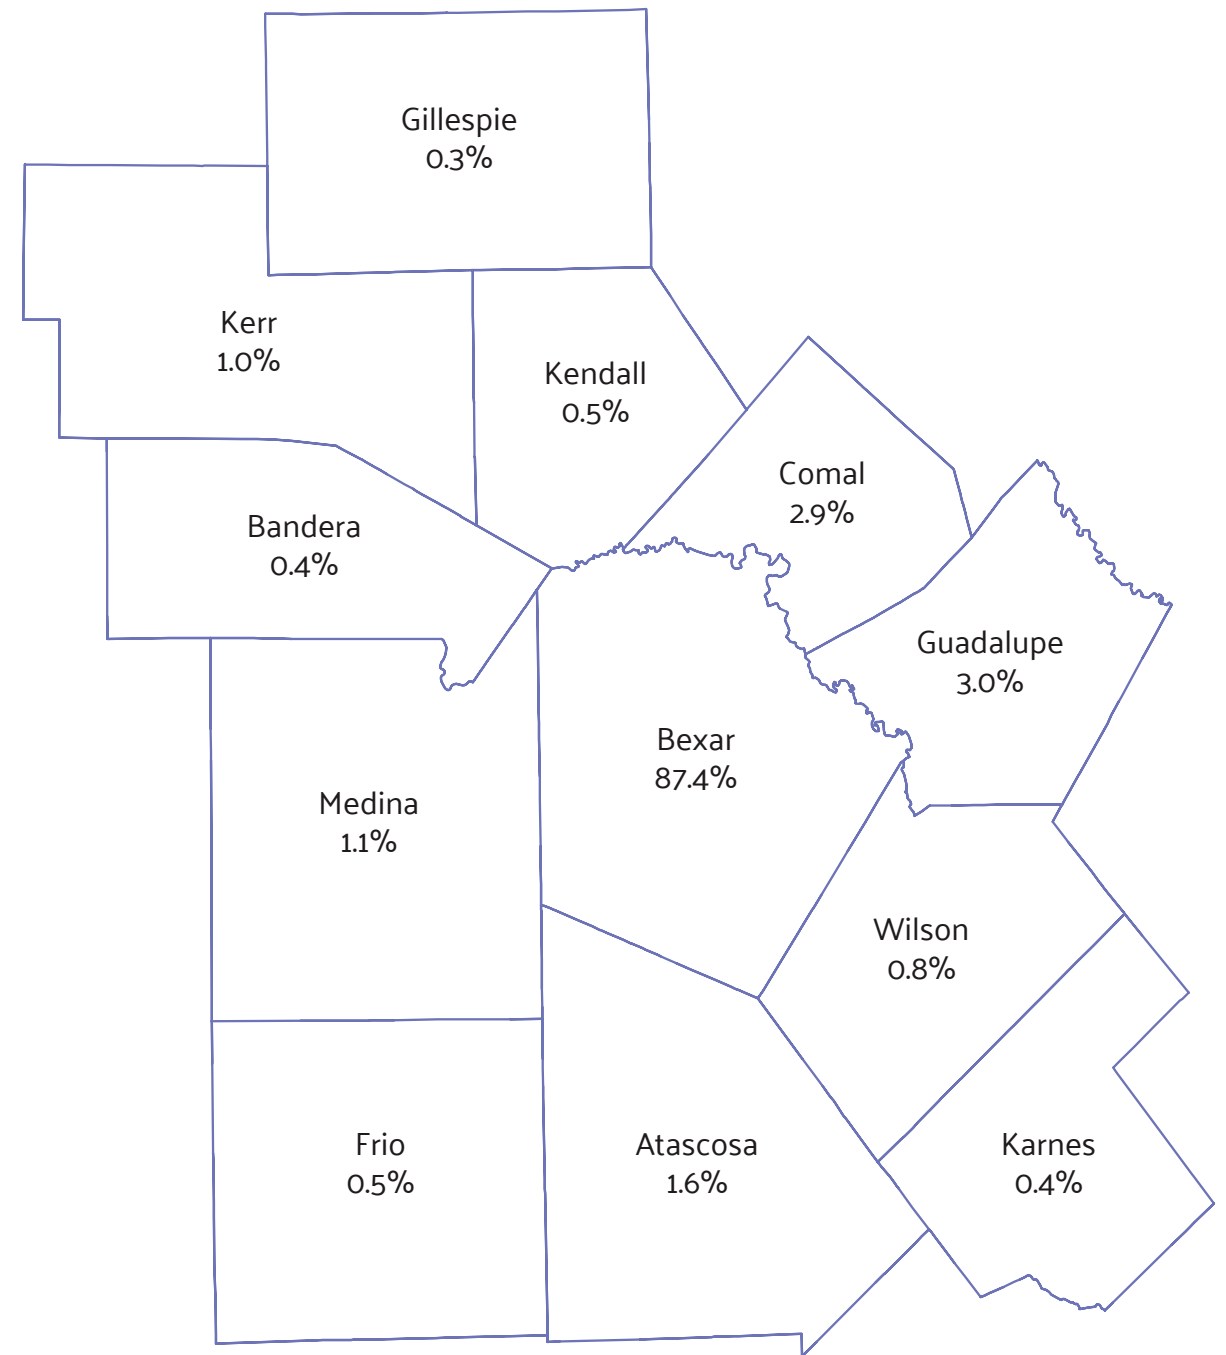 Gillespie
0.3%
Kerr
1.0%
Kendall
0.5%
Comal
2.9%
Bandera
0.4%
Guadalupe
3.0%
Bexar
87.4%
Medina
1.1%
Wilson
0.8%
Frio
0.5%
Atascosa
1.6%
Karnes
0.4%